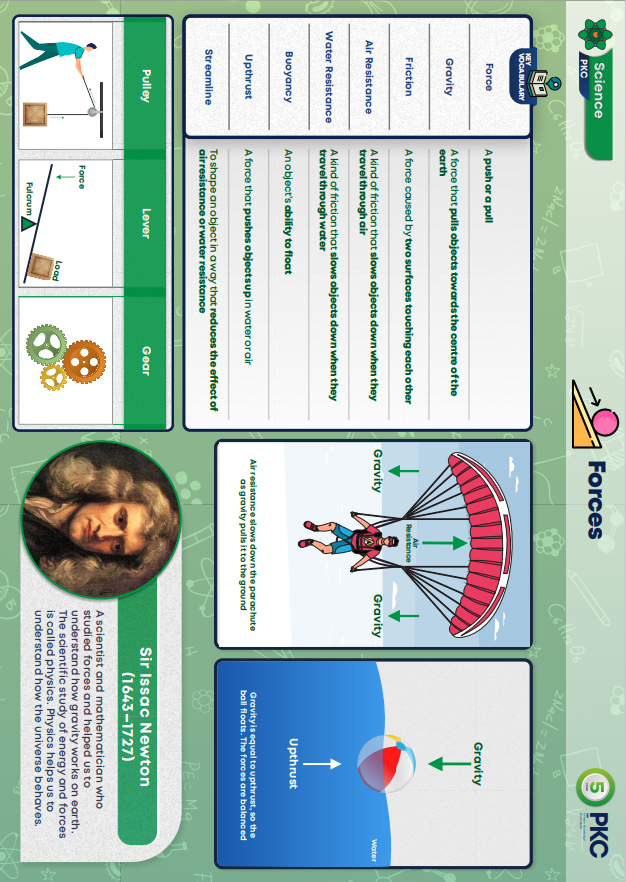 Science
PKC
Forces
5
PKC
KEY
VOCABULARY
Force
A push or a pull
Gravity
A force that pulls objects towards the centre of the
earth
Friction
A force caused by two surfaces touching each other
Air Resistance
A kind of friction that slows objects down when they
travel through air
Water Resistance
A kind of friction that slows objects down when they
travel through water
Buoyancy
An object's ability to float
Upthrust
A force that pushes objects up in water or air
Streamline
To shape an object in a way that reduces the effect of
air resistance or water resistance
Gravity
Air
Resistance
Gravity
Air resistance slows down the parachute
as gravity pulls it to the ground
Gravity
Water
Upthrust
Gravity is equal to upthrust, so the
ball floats. The forces are balanced
Pulley
Lever
Force
Load
Fulcrum
Gear
Sir Issac Newton
(1643–1727)
A scientist and mathematician who
studied forces and helped us to
understand how gravity works on earth.
The scientific study of energy and forces
is called physics. Physics helps us to
understand how the universe behaves.